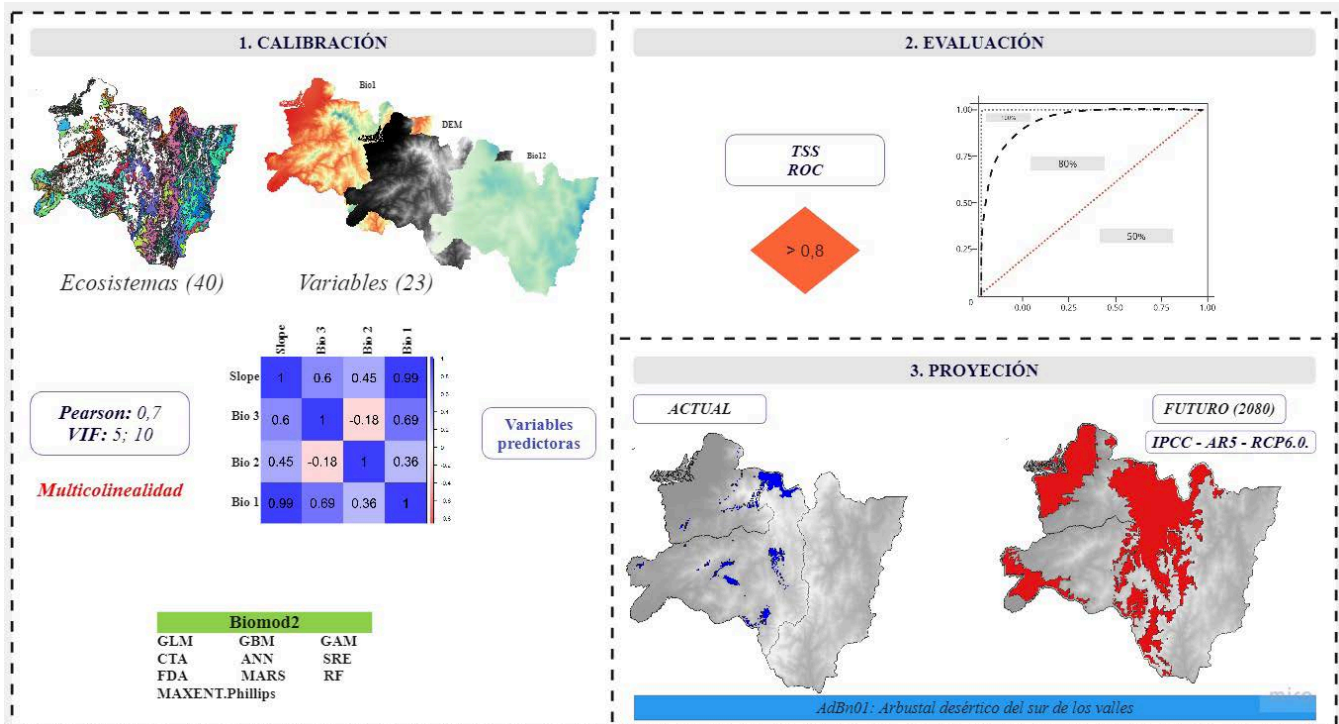 1. CALIBRACIÓN
Bio1
DEM
Bio12
Ecosistemas (40)
Variables (23)
Slope
Bio 3
Bio 2
Bio 1
Slope
1
0.6
0.45
0.99
Bio 3
0.6
1
-0.18
0.69
Bio 2
0.45
-0.18
1
0.36
Bio 1
0.99
0.69
0.36
1
Pearson: 0,7
VIF: 5; 10
Multicolinealidad
Variables
predictoras
Biomod2
GLM GBM GAM
CTA ANN SRE
FDA MARS RF
MAXENT.Phillips
2. EVALUACIÓN
TSS
ROC
> 0,8
1.00
0.75
0.50
0.25
0
0.00
0.25
0.50
0.75
1.00
100%
80%
50%
3. PROYECIÓN
ACTUAL
FUTURO (2080)
IPCC - AR5 - RCP6.0.
AdBn01: Arbustal desértico del sur de los valles
miro